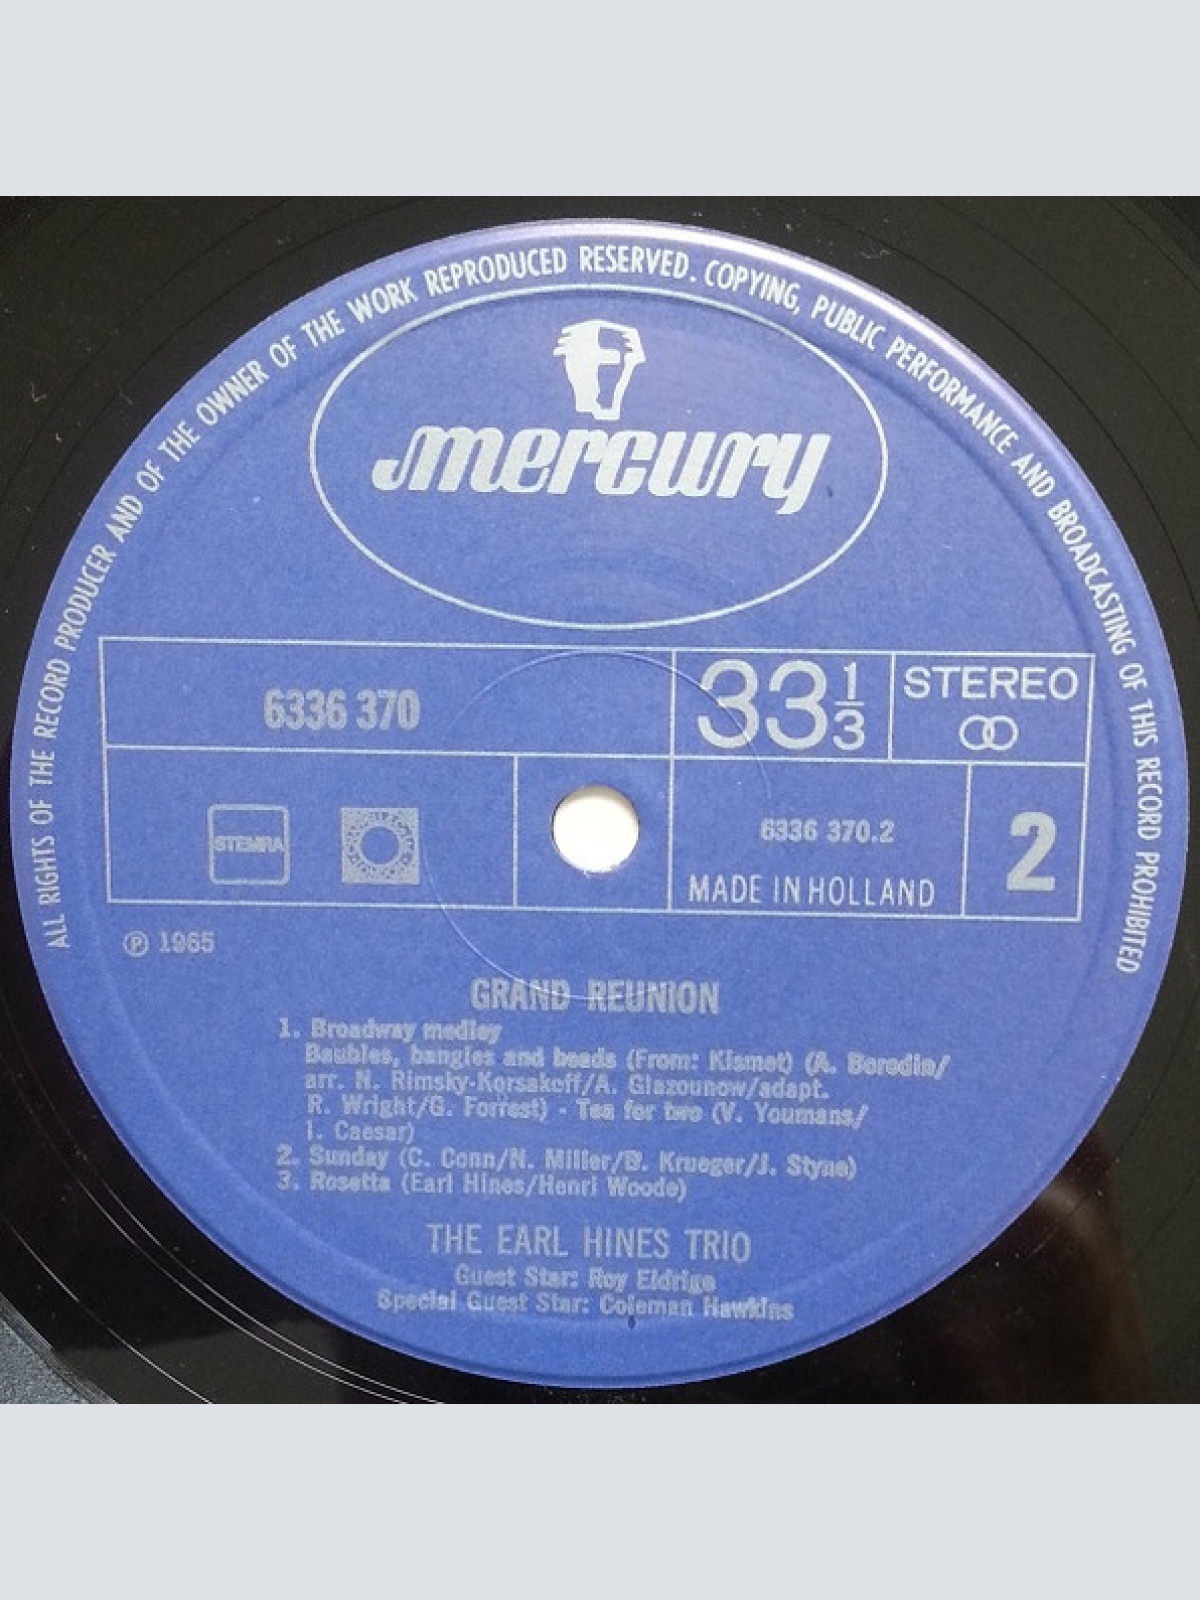 ALL RIGHTS OF THE RECORD PRODUCER AND OF THE OWNER OF THE WORK REPRODUCED RESERVED. COPYING, PUBLIC PERFORMANCE AND BROADCASTING OF THIS RECORD PROHIBITED
mercury
6336 370
33 1/3
STEREO
STEMRA
6336 370.2
MADE IN HOLLAND
2
℗ 1965
GRAND REUNION
1. Broadway medley
Baubles, bangles and beads (From: Kismet) (A. Borodin/
arr. N. Rimsky-Korsakoff/A. Glazounow/adapt.
R. Wright/G. Forrest) - Tea for two (V. Youmans/
I. Caesar)
2. Sunday (C. Conn/N. Miller/B. Krueger/J. Styne)
3. Rosetta (Earl Hines/Henri Woode)
THE EARL HINES TRIO
Guest Star: Roy Eldrige
Special Guest Star: Coleman Hawkins